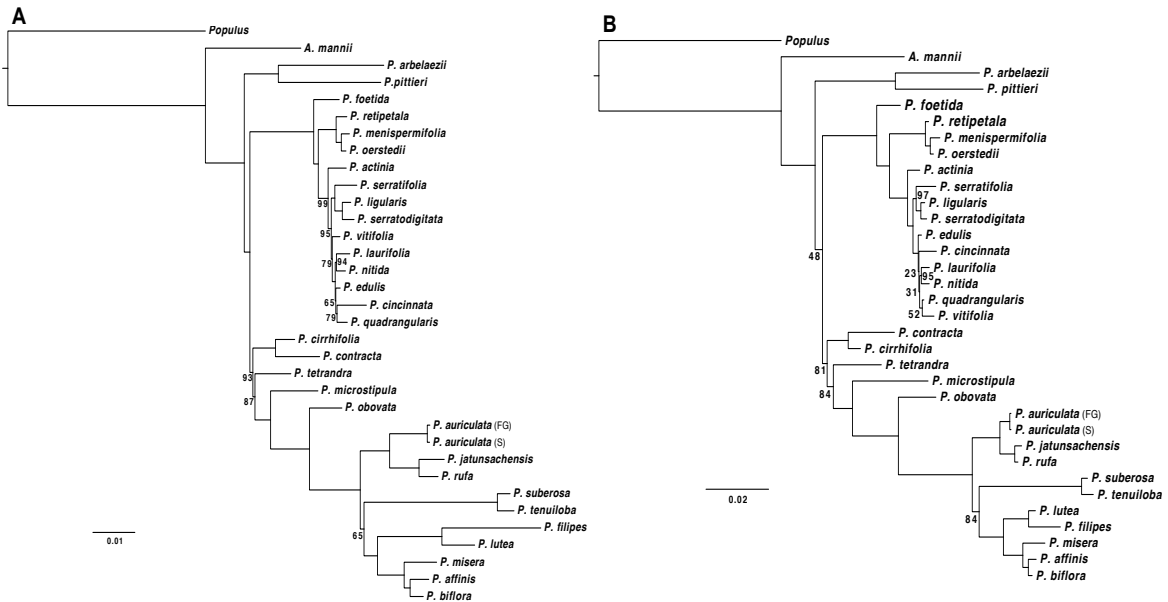 A
Populus
A. mannii
P. arbelaezii
P.pittieri
P. foetida
P. retipetala
P. menispermifolia
P. oerstedii
P. actinia
P. serratifolia
99
P. ligularis
P. serratodigitata
95
P. vitifolia
P. laurifolia
79
94
P. nitida
P. edulis
65
P. cincinnata
79
P. quadrangularis
P. cirrhifolia
P. contracta
93
P. tetrandra
P. microstipula
87
P. obovata
P. auriculata (FG)
P. auriculata (S)
P. jatunsachensis
P. rufa
P. suberosa
P. tenuiloba
P. filipes
65
P. lutea
P. misera
P. affinis
P. biflora
0.01
B
Populus
A. mannii
P. arbelaezii
P. pittieri
P. foetida
P. retipetala
P. menispermifolia
P. oerstedii
P. actinia
P. serratifolia
97
P. ligularis
P. serratodigitata
P. edulis
P. cincinnata
48
P. laurifolia
23
95
P. nitida
31
P. quadrangularis
52
P. vitifolia
P. contracta
P. cirrhifolia
P. tetrandra
81
P. microstipula
84
P. obovata
P. auriculata (FG)
P. auriculata (S)
P. jatunsachensis
P. rufa
P. suberosa
P. tenuiloba
P. lutea
84
P. filipes
P. misera
P. affinis
P. biflora
0.02